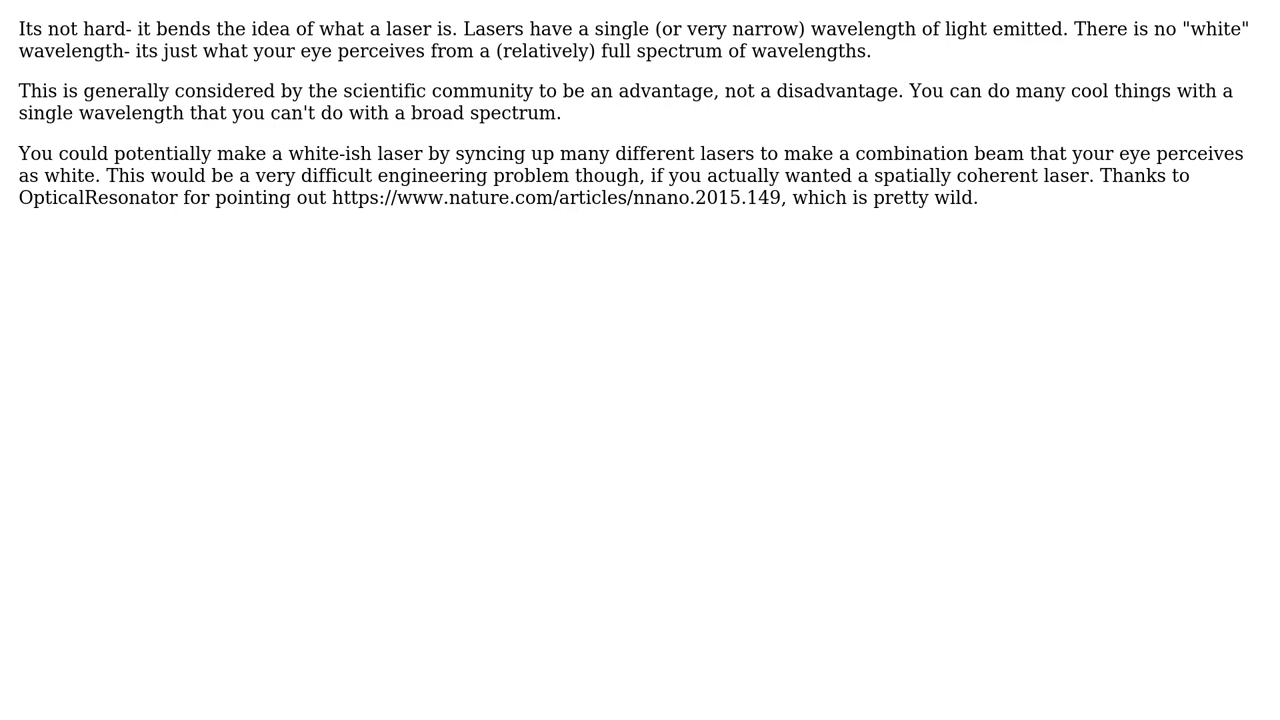 Its not hard- it bends the idea of what a laser is. Lasers have a single (or very narrow) wavelength of light emitted. There is no "white"
wavelength- its just what your eye perceives from a (relatively) full spectrum of wavelengths.
This is generally considered by the scientific community to be an advantage, not a disadvantage. You can do many cool things with a
single wavelength that you can't do with a broad spectrum.
You could potentially make a white-ish laser by syncing up many different lasers to make a combination beam that your eye perceives
as white. This would be a very difficult engineering problem though, if you actually wanted a spatially coherent laser. Thanks to
OpticalResonator for pointing out https://www.nature.com/articles/nnano.2015.149, which is pretty wild.